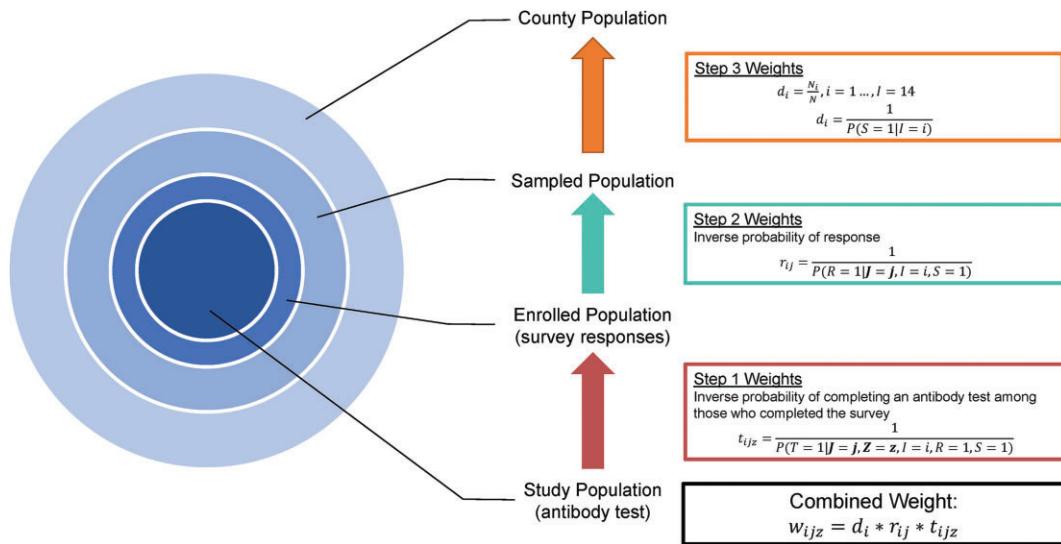 County Population
Step 3 Weights
d_i = N_i/N, i = 1 …, I = 14
d_i = 1/P(S = 1|I = i)
Sampled Population
Step 2 Weights
Inverse probability of response
r_ij = 1/P(R = 1|J = j, I = i, S = 1)
Enrolled Population
(survey responses)
Step 1 Weights
Inverse probability of completing an antibody test among
those who completed the survey
t_ijz = 1/P(T = 1|J = j, Z = z, I = i, R = 1, S = 1)
Study Population
(antibody test)
Combined Weight:
w_ijz = d_i * r_ij * t_ijz